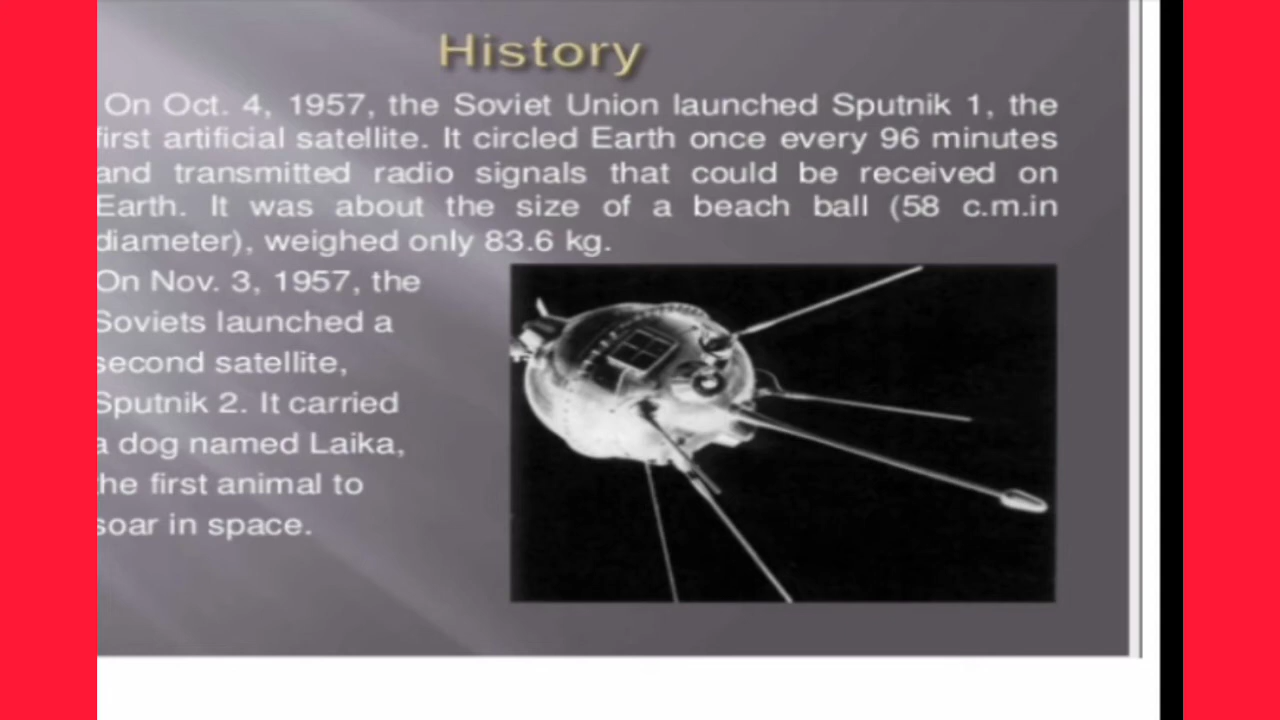 History
On Oct. 4, 1957, the Soviet Union launched Sputnik 1, the
first artificial satellite. It circled Earth once every 96 minutes
and transmitted radio signals that could be received on
Earth. It was about the size of a beach ball (58 c.m.in
diameter), weighed only 83.6 kg.
On Nov. 3, 1957, the
Soviets launched a
second satellite,
Sputnik 2. It carried
a dog named Laika,
the first animal to
soar in space.